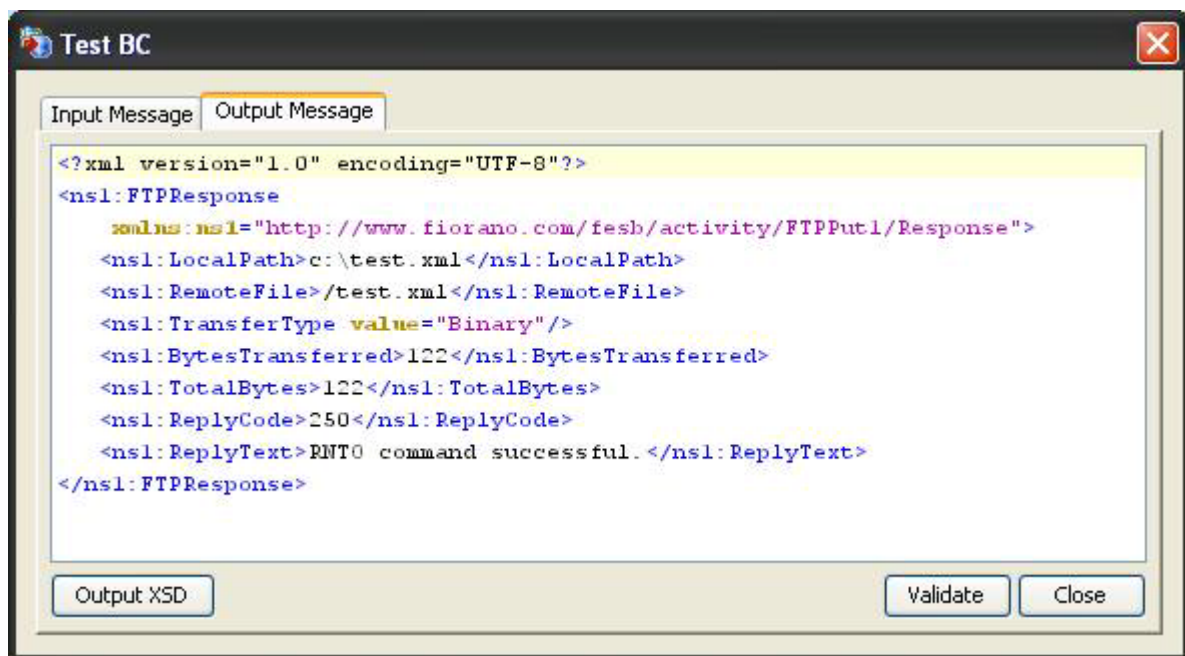 Test BC
Input Message
Output Message
<?xml version="1.0" encoding="UTF-8"?>
<ns1:FTPResponse
xmlns:ns1="http://www.fiorano.com/fesb/activity/FTPPut1/Response">
<ns1:LocalPath>c:\test.xml</ns1:LocalPath>
<ns1:RemoteFile>/test.xml</ns1:RemoteFile>
<ns1:TransferType value="Binary"/>
<ns1:BytesTransferred>122</ns1:BytesTransferred>
<ns1:TotalBytes>122</ns1:TotalBytes>
<ns1:ReplyCode>250</ns1:ReplyCode>
<ns1:ReplyText>RNTO command successful.</ns1:ReplyText>
</ns1:FTPResponse>
Output XSD
Validate
Close